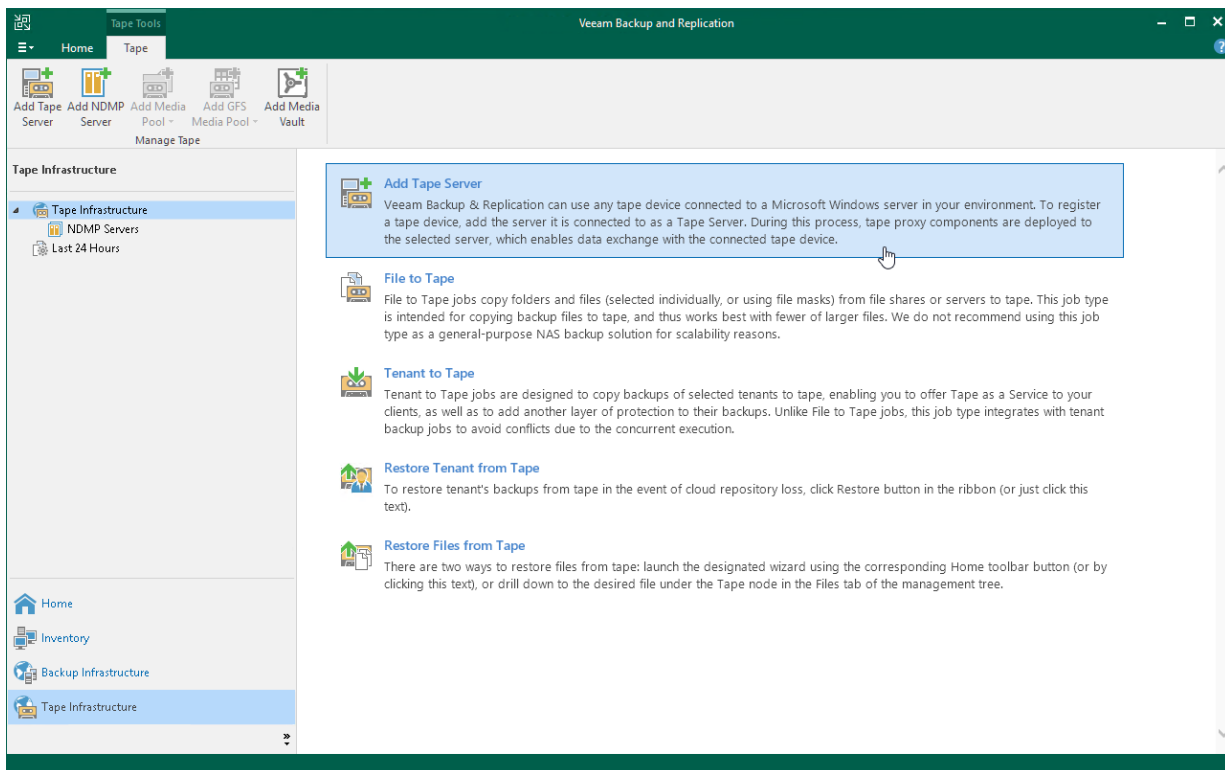 Tape Tools
Veeam Backup and Replication
Home
Tape
Add Tape Server
Add NDMP Server
Add Media Pool
Add GFS Media Pool
Add Media Vault
Manage Tape
Tape Infrastructure
Tape Infrastructure
NDMP Servers
Last 24 Hours
Add Tape Server
Veeam Backup & Replication can use any tape device connected to a Microsoft Windows server in your environment. To register
a tape device, add the server it is connected to as a Tape Server. During this process, tape proxy components are deployed to
the selected server, which enables data exchange with the connected tape device.
File to Tape
File to Tape jobs copy folders and files (selected individually, or using file masks) from file shares or servers to tape. This job type
is intended for copying backup files to tape, and thus works best with fewer of larger files. We do not recommend using this job
type as a general-purpose NAS backup solution for scalability reasons.
Tenant to Tape
Tenant to Tape jobs are designed to copy backups of selected tenants to tape, enabling you to offer Tape as a Service to your
clients, as well as to add another layer of protection to their backups. Unlike File to Tape jobs, this job type integrates with tenant
backup jobs to avoid conflicts due to the concurrent execution.
Restore Tenant from Tape
To restore tenant's backups from tape in the event of cloud repository loss, click Restore button in the ribbon (or just click this
text).
Restore Files from Tape
There are two ways to restore files from tape: launch the designated wizard using the corresponding Home toolbar button (or by
clicking this text), or drill down to the desired file under the Tape node in the Files tab of the management tree.
Home
Inventory
Backup Infrastructure
Tape Infrastructure